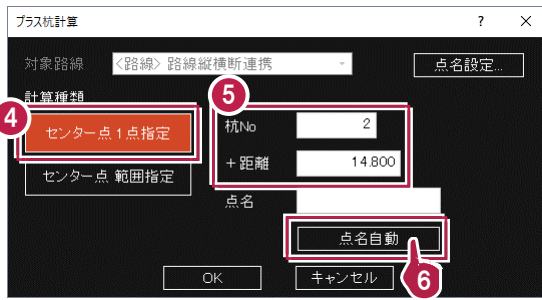 プラス杭計算 ? ×
対象路線 <路線> 路線縦横断連携 点名設定...
計算種類
4 センター点 1 点指定
5
杭No 2
+距離 14.800
センター点 範囲指定
点名
点名自動
OK キャンセル 6